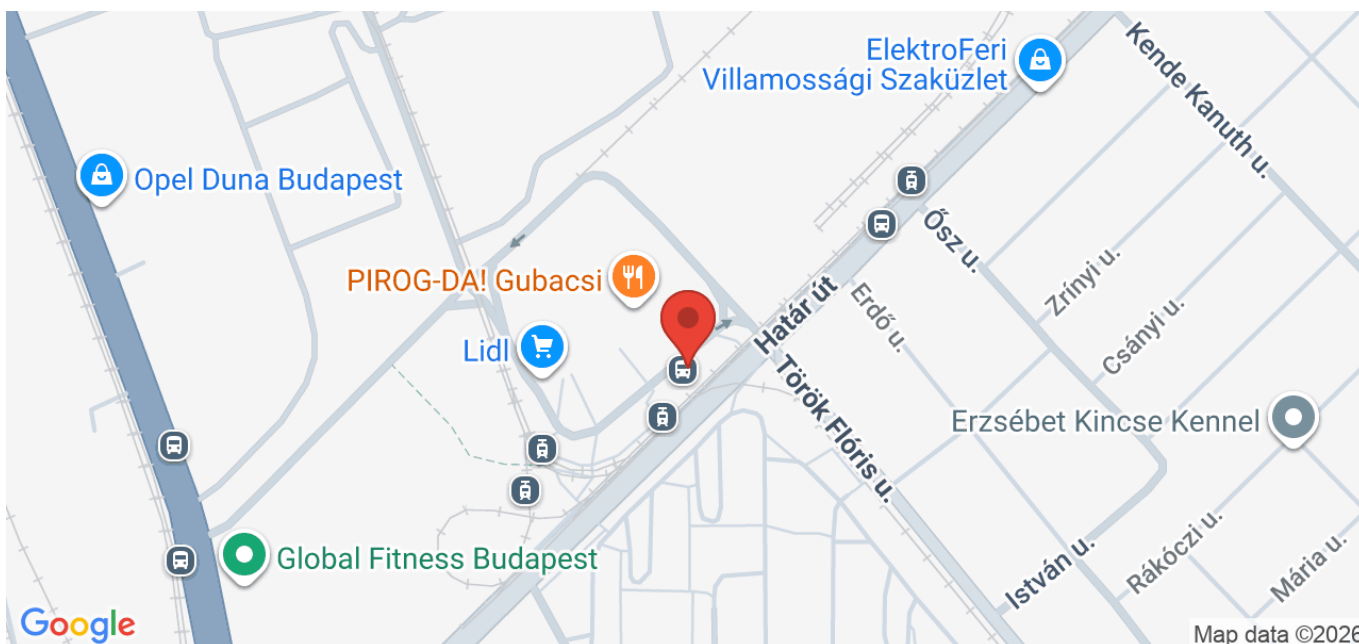 ElektroFeri
Villamossági Szaküzlet
Kende Kanuth u.
Opel Duna Budapest
Ősz u.
Zrínyi u.
PIROG-DA! Gubacsi
Határ út
Erdő u.
Csányi u.
Lidl
Török Flóris u.
Erzsébet Kincse Kennel
Global Fitness Budapest
István u.
Rákóczi u.
Mária u.
Google
Map data ©2026